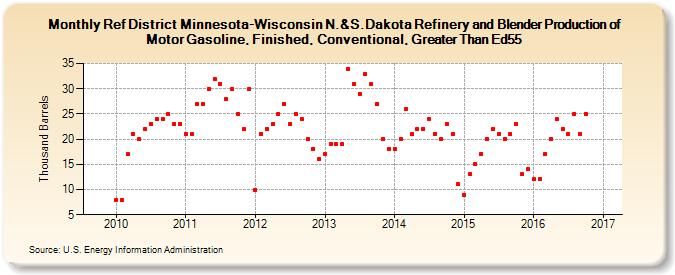 Monthly Ref District Minnesota-Wisconsin N.&S.Dakota Refinery and Blender Production of
Motor Gasoline, Finished, Conventional, Greater Than Ed55
Thousand Barrels
35
30
25
20
15
10
5
2010 2011 2012 2013 2014 2015 2016 2017
Source: U.S. Energy Information Administration